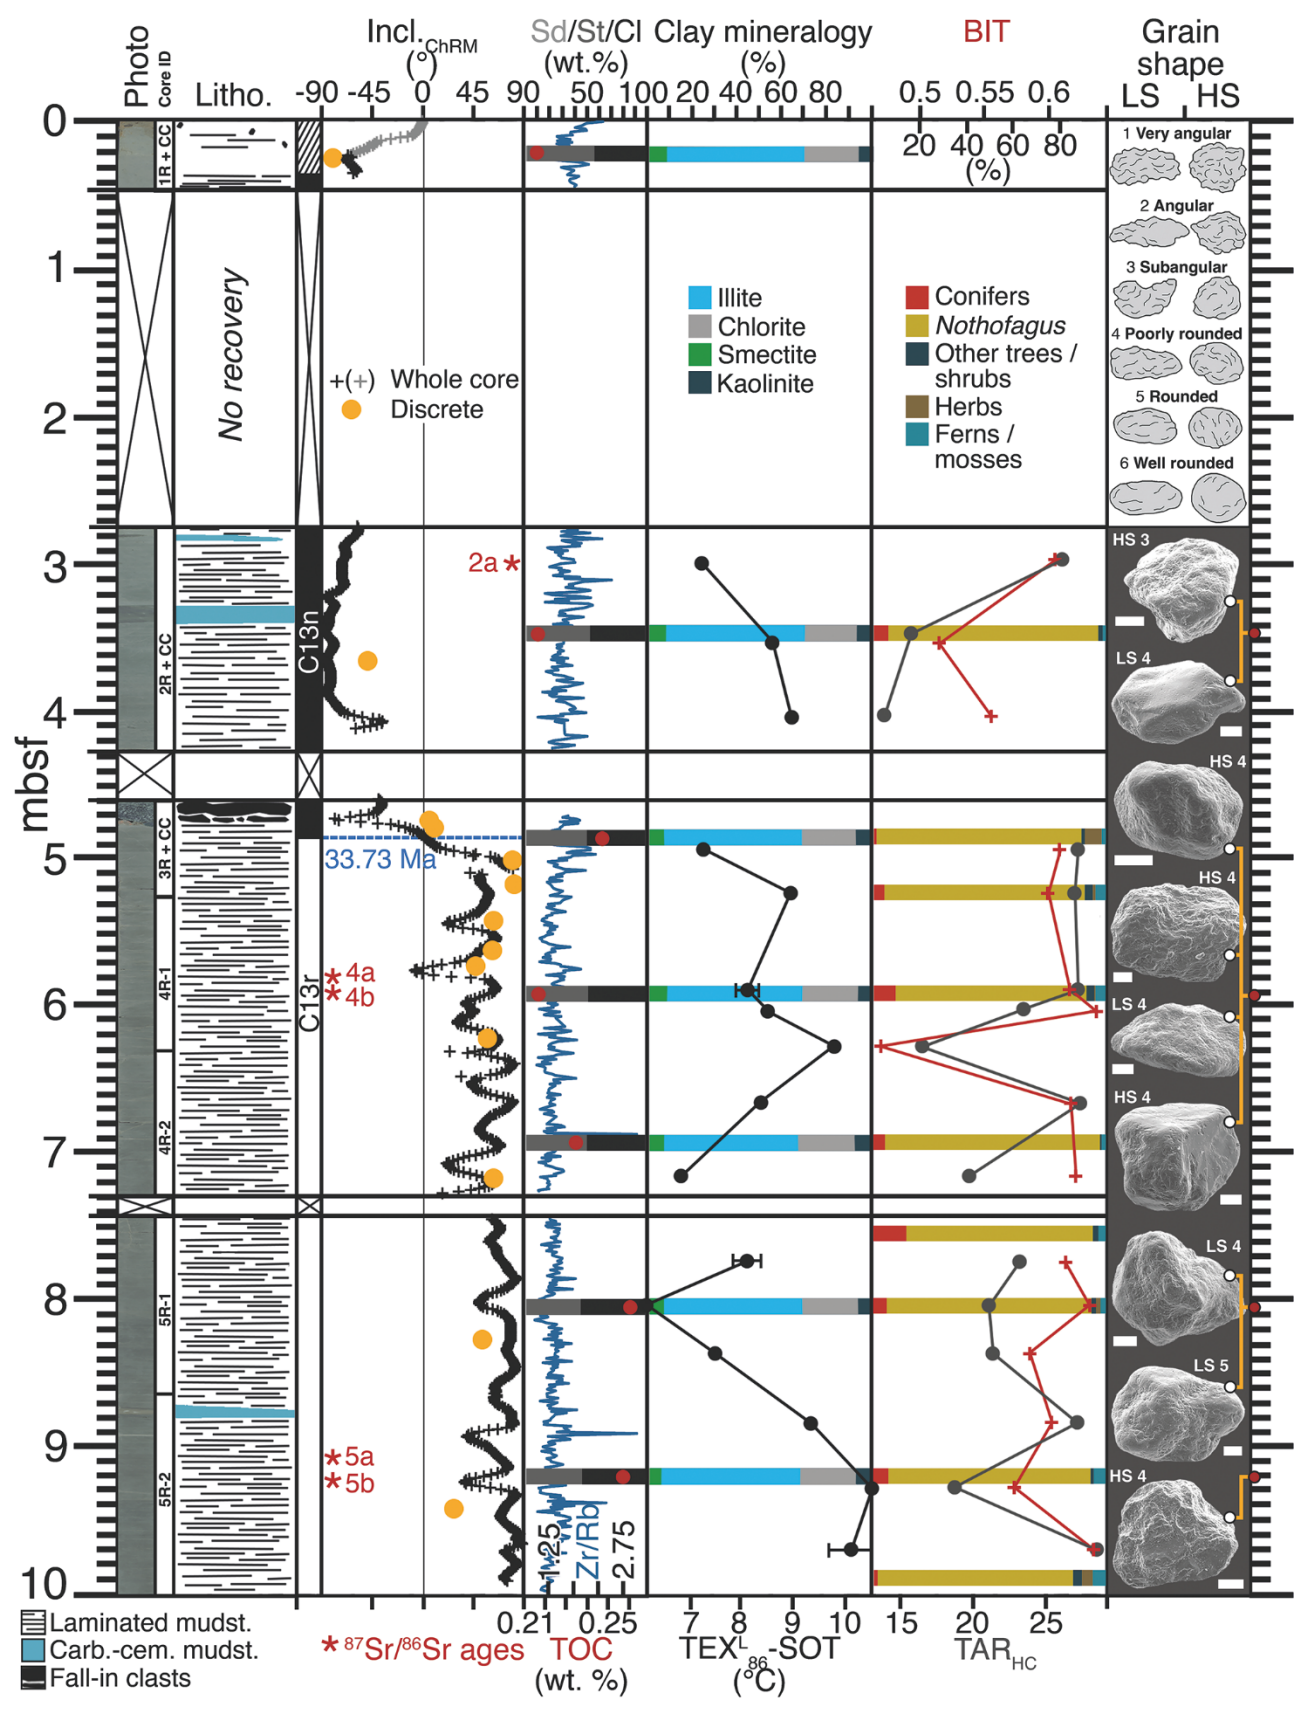 Photo
Core ID
Litho.
Incl.ChRM
(°)
-90 -45 0 45 90
Sd/St/Cl
(wt.%)
50 100
Clay mineralogy
(%)
0 20 40 60 80
BIT
0.5 0.55 0.6
20 40 60 80
(%)
Grain
shape
LS HS
mbsf
0
1
2
3
4
5
6
7
8
9
10
1R + CC
2R + CC
3R + CC
4R-1
4R-2
5R-1
5R-2
No recovery
C13n
C13r
+(+) Whole core
Discrete
2a*
33.73 Ma
*4a
*4b
*5a
*5b
Illite
Chlorite
Smectite
Kaolinite
Conifers
Nothofagus
Other trees /
shrubs
Herbs
Ferns /
mosses
1 Very angular
2 Angular
3 Subangular
4 Poorly rounded
5 Rounded
6 Well rounded
HS 3
LS 4
HS 4
HS 4
LS 4
HS 4
LS 4
LS 5
HS 4
1.25
Zr/Rb
2.75
Laminated mudst.
Carb.-cem. mudst.
Fall-in clasts
* 87Sr/86Sr ages
0.21 0.25
TOC
(wt. %)
7 8 9 10
TEXL86-SOT
(°C)
15 20 25
TARHC